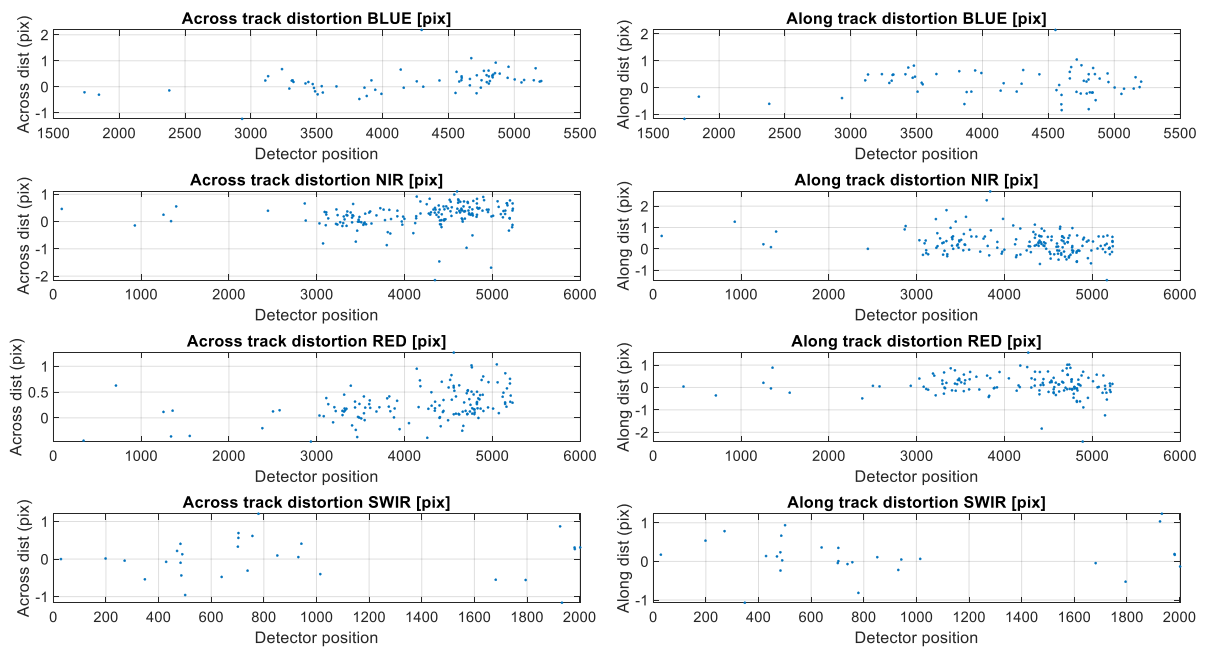 Across track distortion BLUE [pix]
Across dist (pix)
2
1
0
-1
1500 2000 2500 3000 3500 4000 4500 5000 5500
Detector position
Along track distortion BLUE [pix]
Along dist (pix)
2
1
0
-1
1500 2000 2500 3000 3500 4000 4500 5000 5500
Detector position
Across track distortion NIR [pix]
Across dist (pix)
1
0
-1
-2
0 1000 2000 3000 4000 5000 6000
Detector position
Along track distortion NIR [pix]
Along dist (pix)
2
1
0
-1
0 1000 2000 3000 4000 5000 6000
Detector position
Across track distortion RED [pix]
Across dist (pix)
1
0.5
0
0 1000 2000 3000 4000 5000 6000
Detector position
Along track distortion RED [pix]
Along dist (pix)
1
0
-1
-2
0 1000 2000 3000 4000 5000 6000
Detector position
Across track distortion SWIR [pix]
Across dist (pix)
1
0
-1
0 200 400 600 800 1000 1200 1400 1600 1800 2000
Detector position
Along track distortion SWIR [pix]
Along dist (pix)
1
0
-1
0 200 400 600 800 1000 1200 1400 1600 1800 2000
Detector position